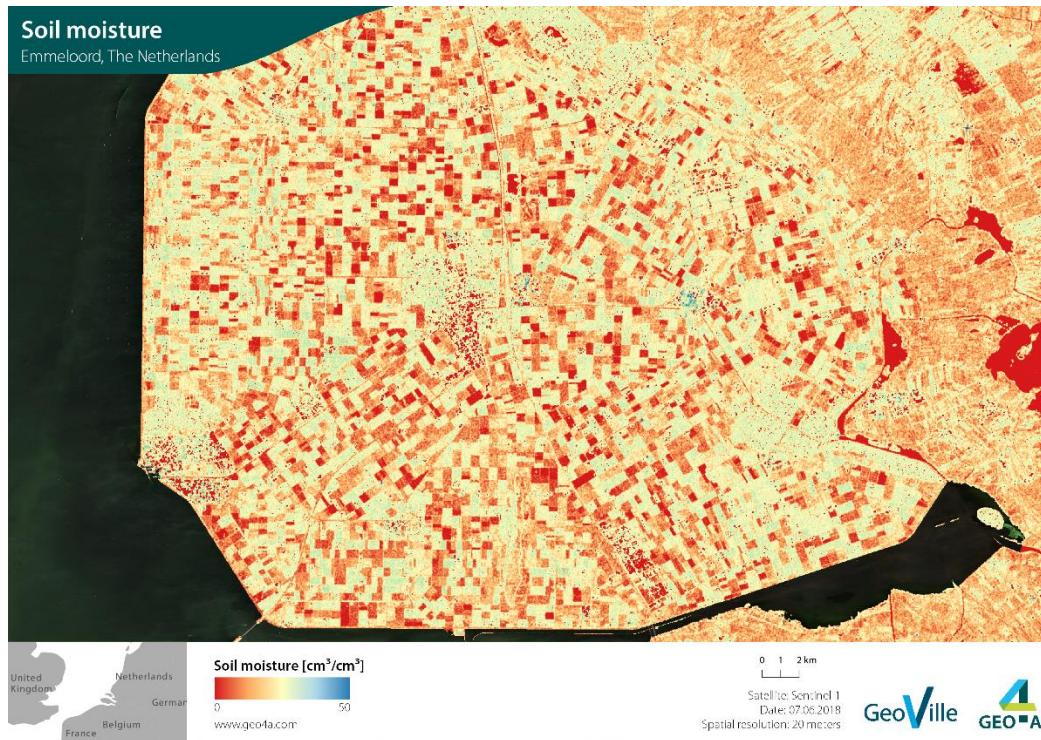 Soil moisture
Emmeloord, The Netherlands
United
Kingdom
Netherlands
German
Belgium
France
Soil moisture [cm³/cm³]
0 50
www.geo4a.com
0 1 2 km
Satellite: Sentinel 1
Date: 07.06.2018
Spatial resolution: 20 meters
GeoVille
GEO■A